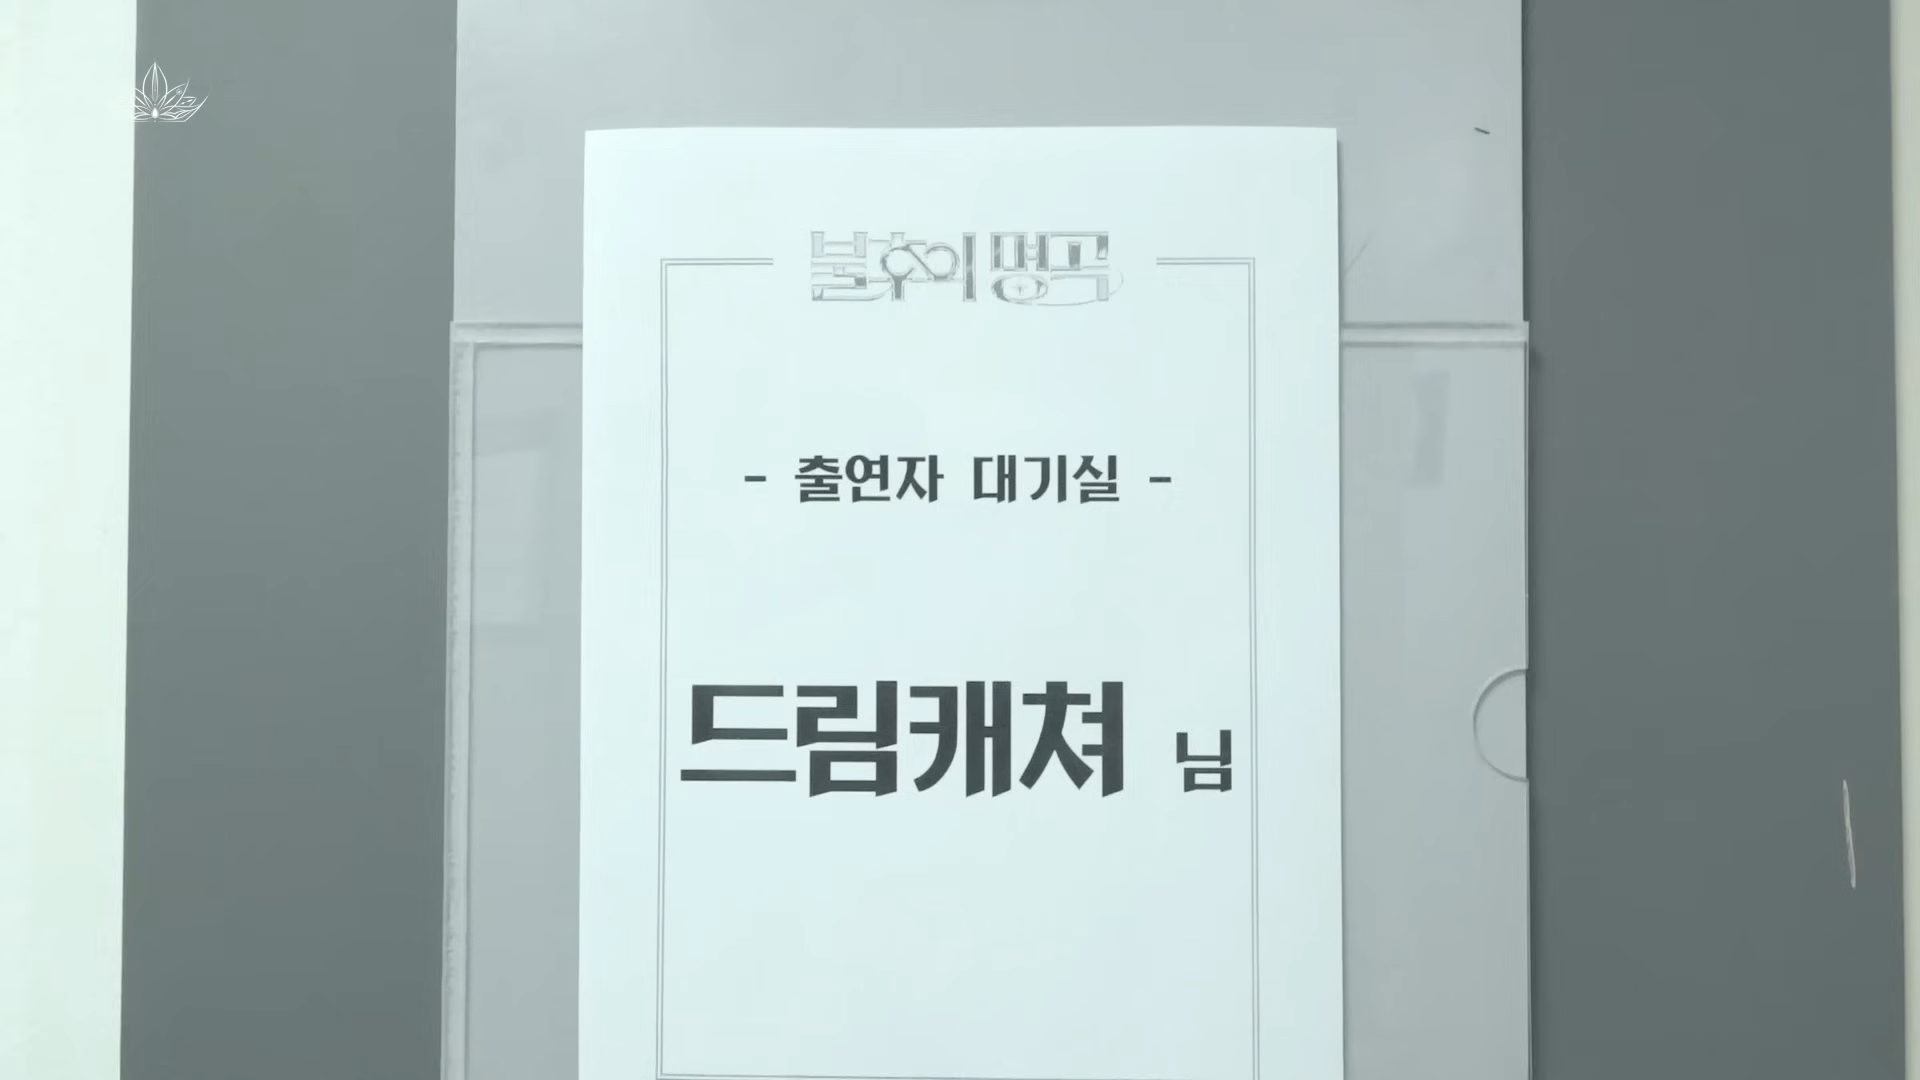 불후의 명곡
- 출연자 대기실 -
드림캐쳐 님